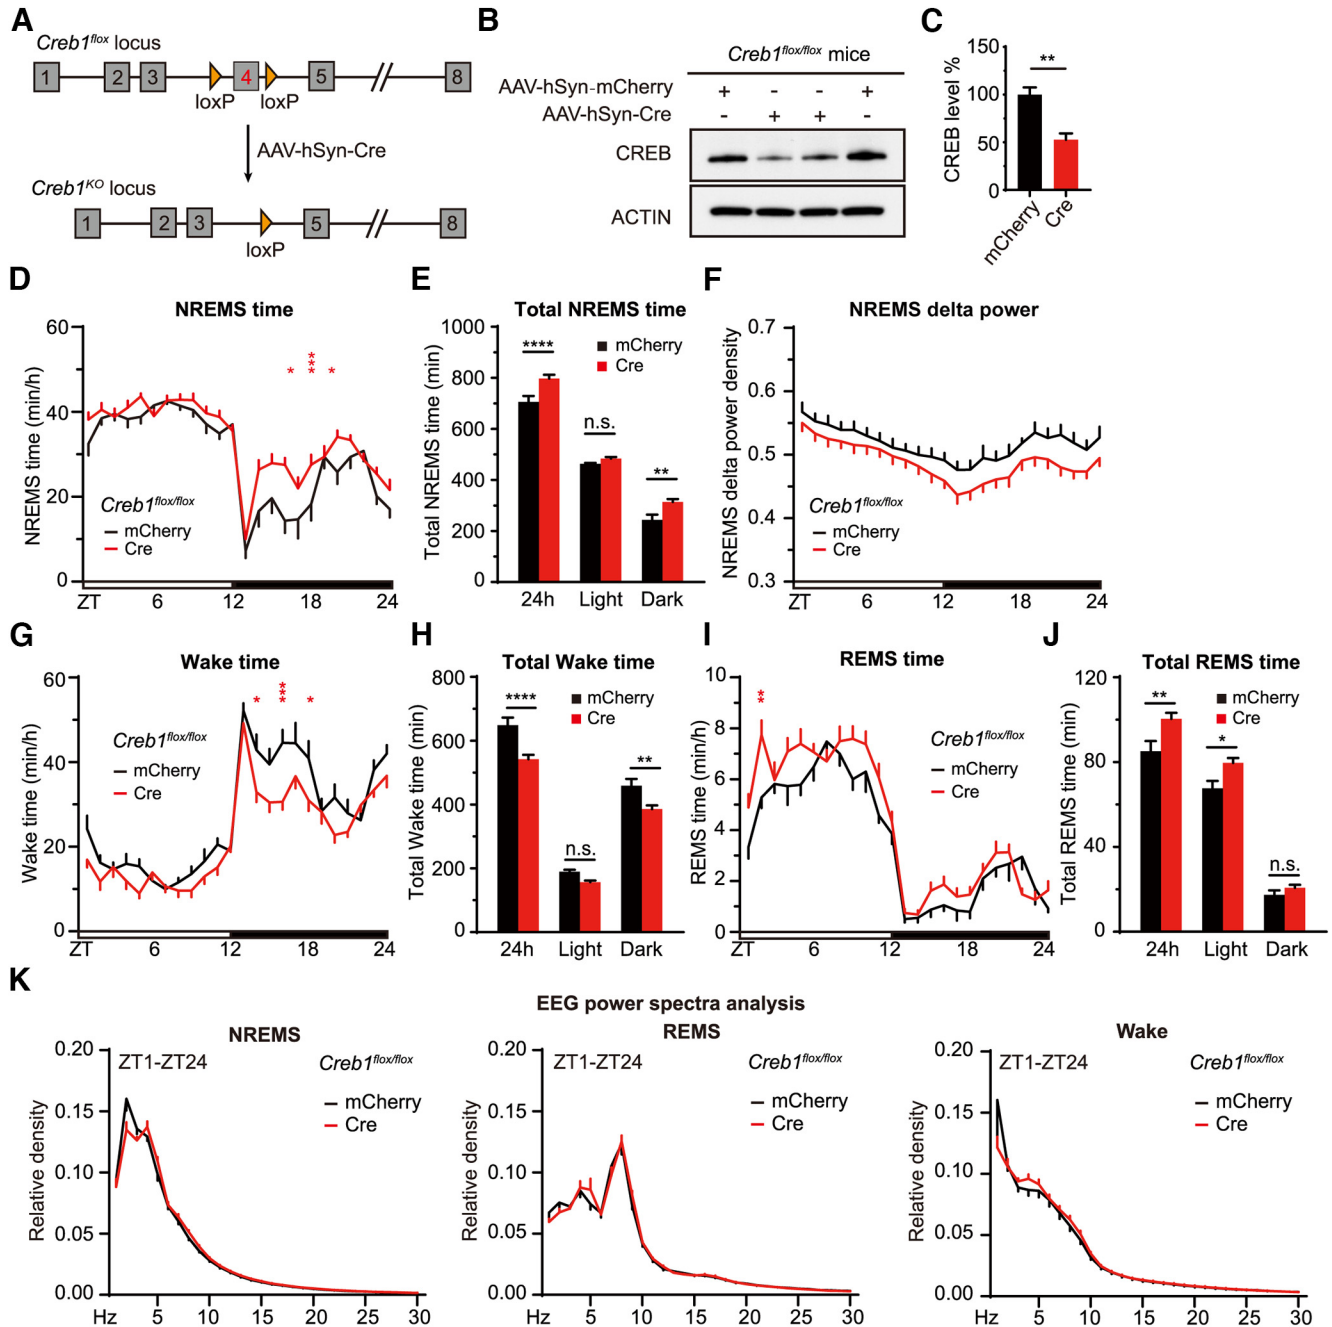 A
Creb1flox locus
1 2 3 4 5 8
loxP loxP
AAV-hSyn-Cre
Creb1KO locus
1 2 3 5 8
loxP
B
Creb1flox/flox mice
AAV-hSyn-mCherry + - - +
AAV-hSyn-Cre - + + -
CREB
ACTIN
C
CREB level %
150
100
50
0
**
mCherry
Cre
D
NREMS time
NREMS time (min/h)
60
40
20
0
* *** *
Creb1flox/flox
mCherry
Cre
ZT 6 12 18 24
E
Total NREMS time
Total NREMS time (min)
1000
800
600
400
200
0
mCherry
Cre
****
n.s.
**
24h Light Dark
F
NREMS delta power
NREMS delta power density
0.7
0.6
0.5
0.4
0.3
Creb1flox/flox
mCherry
Cre
ZT 6 12 18 24
G
Wake time
Wake time (min/h)
60
40
20
0
* *** *
Creb1flox/flox
mCherry
Cre
ZT 6 12 18 24
H
Total Wake time
Total Wake time (min)
800
600
400
200
0
mCherry
Cre
****
n.s.
**
24h Light Dark
I
REMS time
REMS time (min/h)
10
8
6
4
2
0
**
Creb1flox/flox
mCherry
Cre
ZT 6 12 18 24
J
Total REMS time
Total REMS time (min)
120
80
40
0
mCherry
Cre
**
*
n.s.
24h Light Dark
K
EEG power spectra analysis
NREMS
Relative density
0.20
0.15
0.10
0.05
0.00
ZT1-ZT24
Creb1flox/flox
mCherry
Cre
Hz 5 10 15 20 25 30
REMS
Relative density
0.20
0.15
0.10
0.05
0.00
ZT1-ZT24
Creb1flox/flox
mCherry
Cre
Hz 5 10 15 20 25 30
Wake
Relative density
0.20
0.15
0.10
0.05
0.00
ZT1-ZT24
Creb1flox/flox
mCherry
Cre
Hz 5 10 15 20 25 30